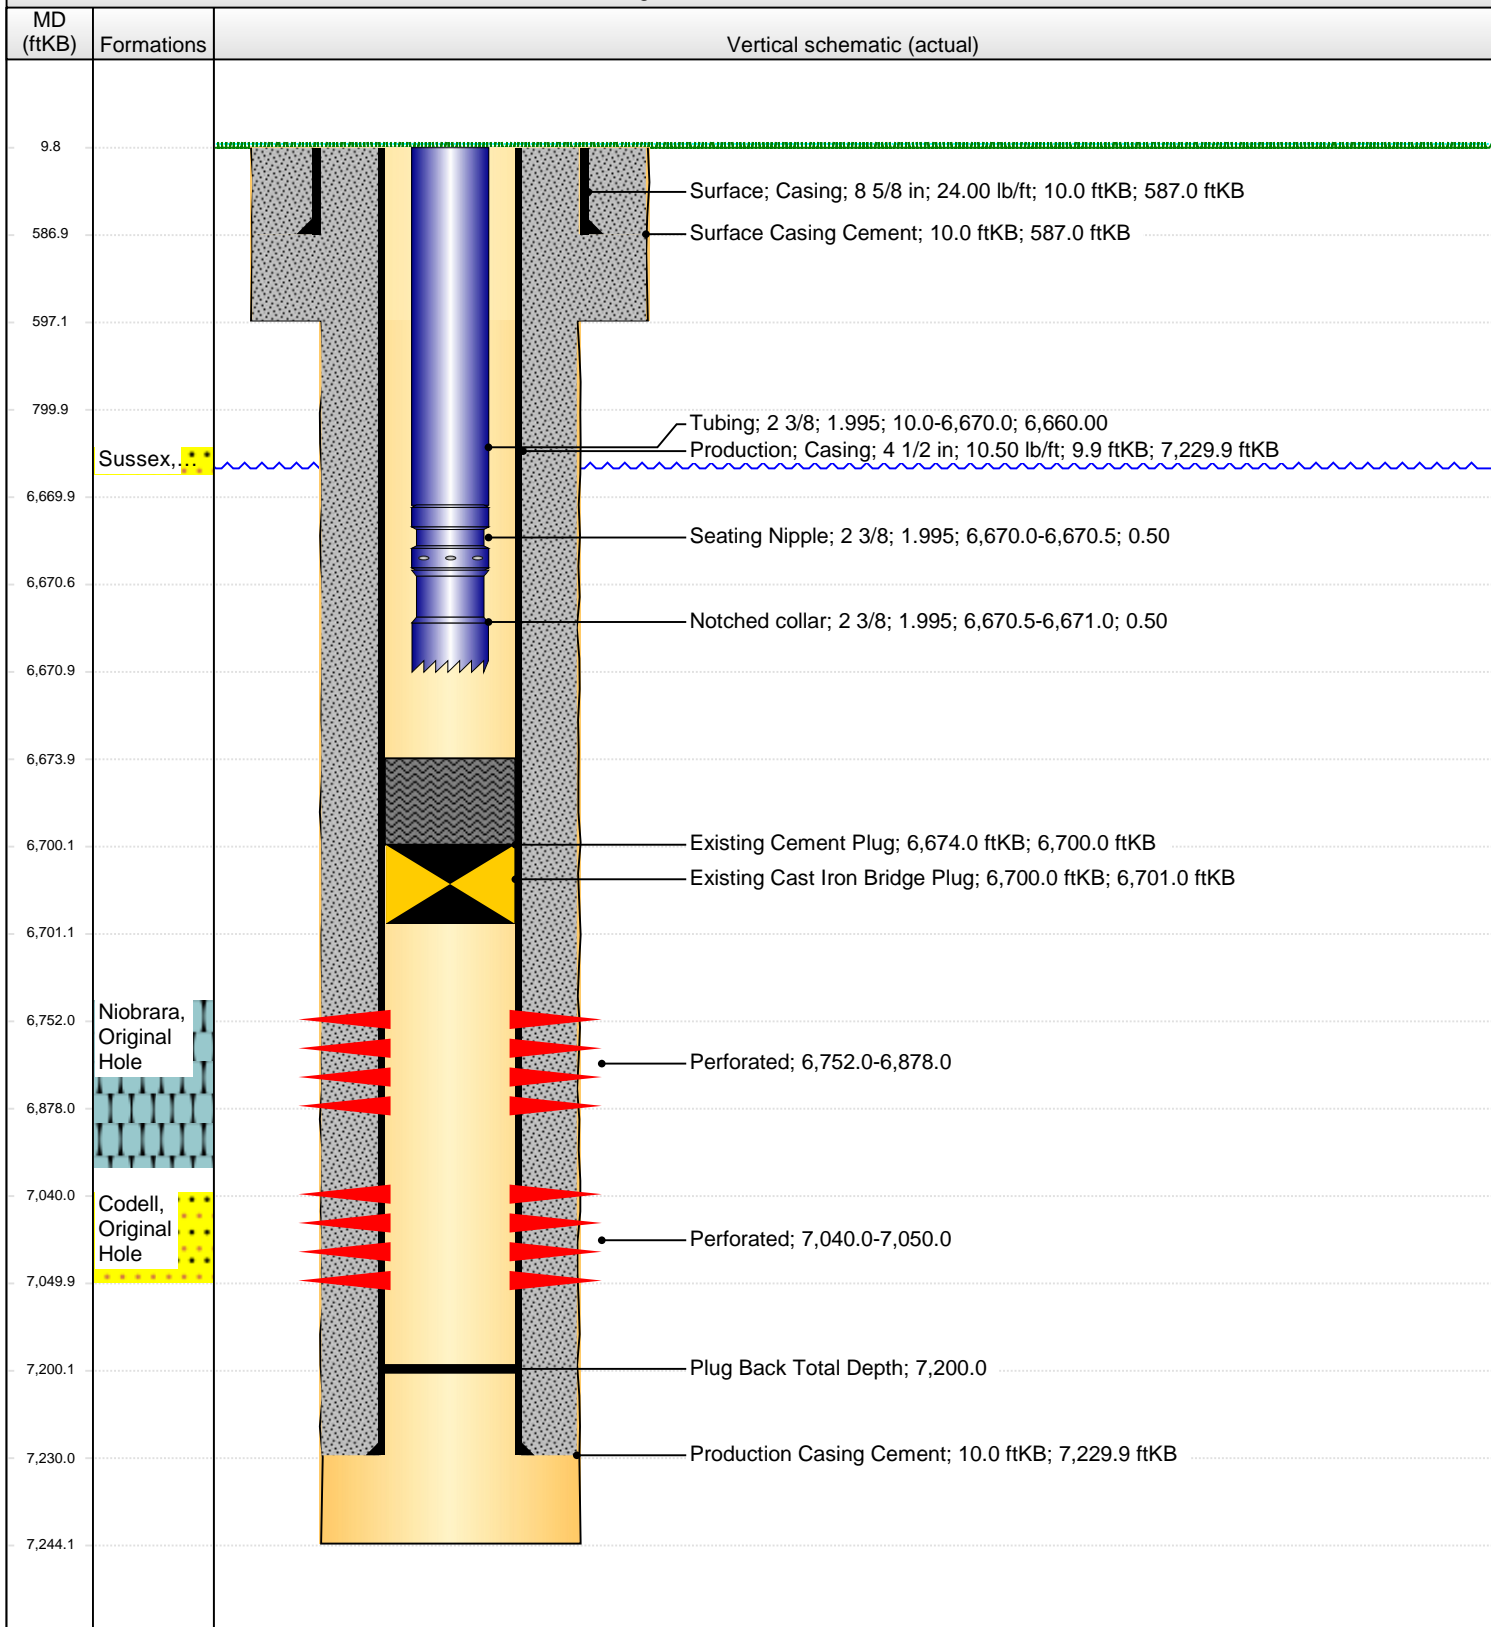 MD
(ftKB)
Formations
Vertical schematic (actual)
9.8
Surface; Casing; 8 5/8 in; 24.00 lb/ft; 10.0 ftKB; 587.0 ftKB
586.9
Surface Casing Cement; 10.0 ftKB; 587.0 ftKB
597.1
799.9
Tubing; 2 3/8; 1.995; 10.0-6,670.0; 6,660.00
Production; Casing; 4 1/2 in; 10.50 lb/ft; 9.9 ftKB; 7,229.9 ftKB
Sussex,...
6,669.9
Seating Nipple; 2 3/8; 1.995; 6,670.0-6,670.5; 0.50
6,670.6
Notched collar; 2 3/8; 1.995; 6,670.5-6,671.0; 0.50
6,670.9
6,673.9
6,700.1
Existing Cement Plug; 6,674.0 ftKB; 6,700.0 ftKB
Existing Cast Iron Bridge Plug; 6,700.0 ftKB; 6,701.0 ftKB
6,701.1
Niobrara,
Original
Hole
6,752.0
Perforated; 6,752.0-6,878.0
6,878.0
7,040.0
Codell,
Original
Hole
Perforated; 7,040.0-7,050.0
7,049.9
7,200.1
Plug Back Total Depth; 7,200.0
7,230.0
Production Casing Cement; 10.0 ftKB; 7,229.9 ftKB
7,244.1